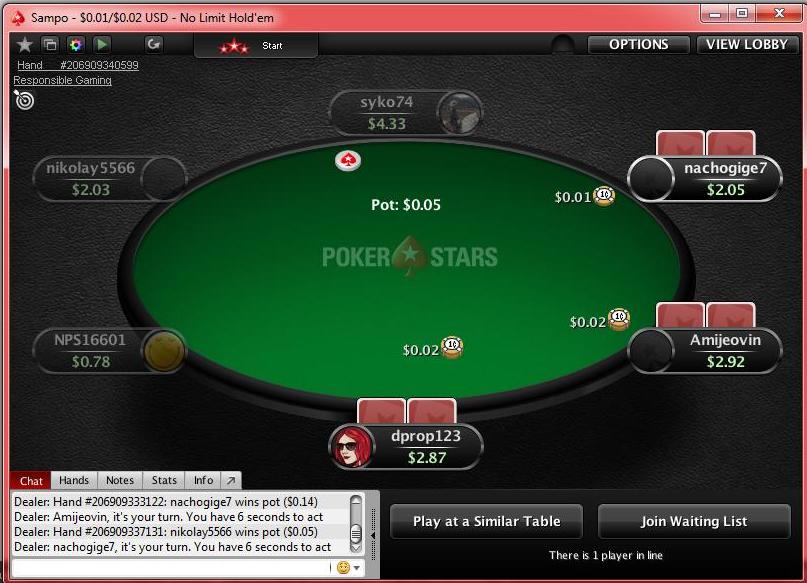 Sampo - $0.01/$0.02 USD - No Limit Hold'em
Start
OPTIONS
VIEW LOBBY
Hand #206909340599
Responsible Gaming
syko74
$4.33
nikolay5566
$2.03
nachogige7
$2.05
$0.01
Pot: $0.05
POKER STARS
$0.02
Amijeovin
$2.92
NPS16601
$0.78
$0.02
dprop123
$2.87
Chat Hands Notes Stats Info
Dealer: Hand #206909333122: nachogige7 wins pot ($0.14)
Dealer: Amijeovin, it's your turn. You have 6 seconds to act
Dealer: Hand #206909337131: nikolay5566 wins pot ($0.05)
Dealer: nachogige7, it's your turn. You have 6 seconds to act
Play at a Similar Table
Join Waiting List
There is 1 player in line